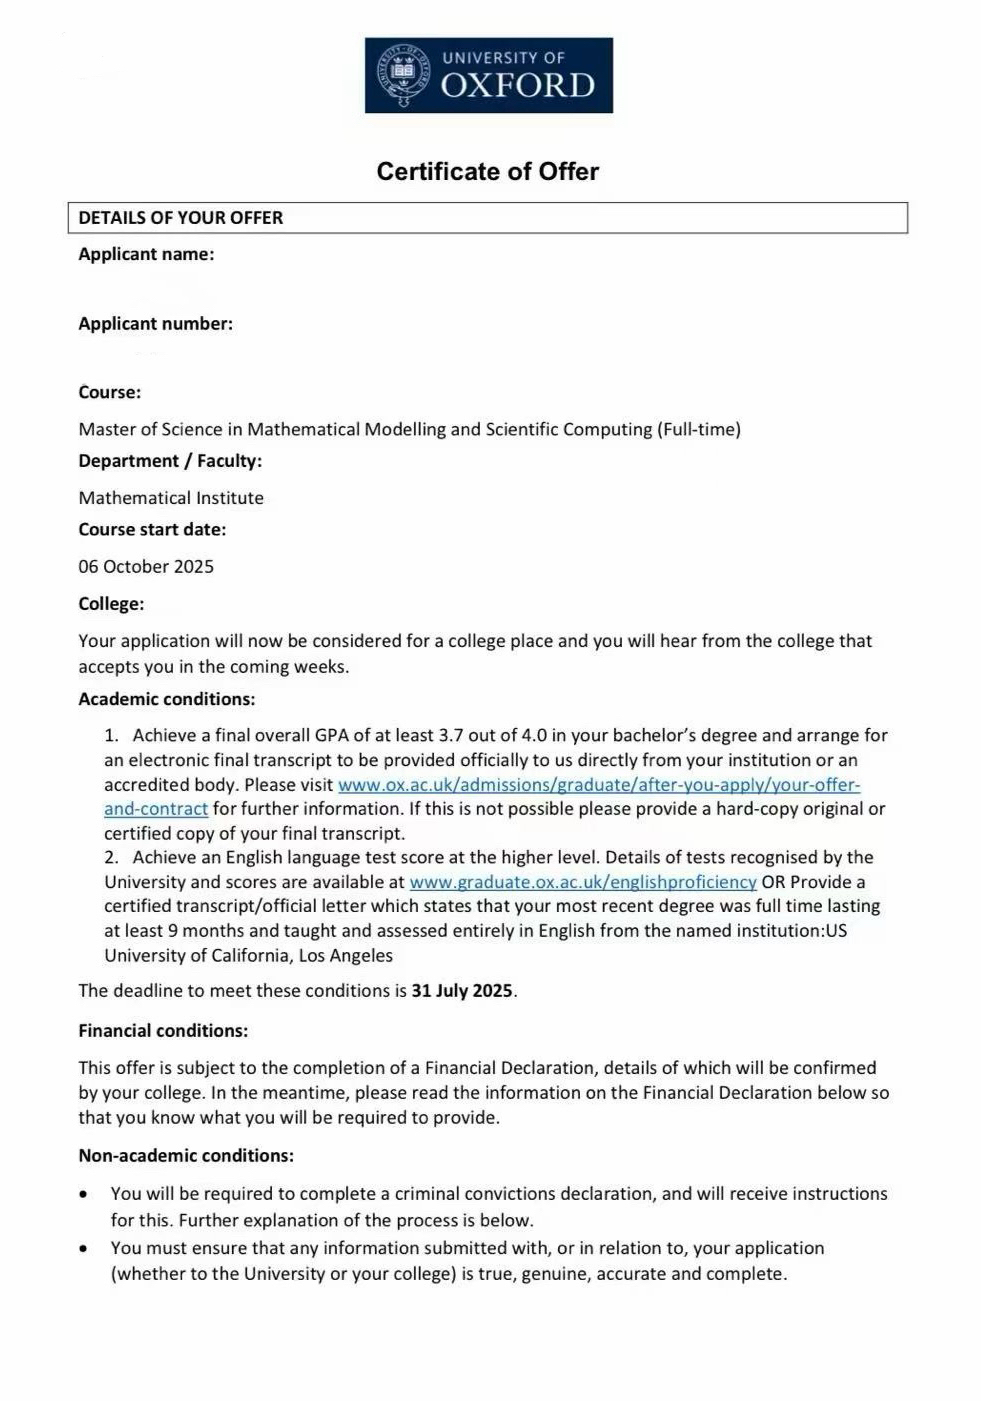 UNIVERSITY OF
OXFORD
Certificate of Offer
DETAILS OF YOUR OFFER
Applicant name:
Applicant number:
Course:
Master of Science in Mathematical Modelling and Scientific Computing (Full-time)
Department / Faculty:
Mathematical Institute
Course start date:
06 October 2025
College:
Your application will now be considered for a college place and you will hear from the college that
accepts you in the coming weeks.
Academic conditions:
1. Achieve a final overall GPA of at least 3.7 out of 4.0 in your bachelor's degree and arrange for
an electronic final transcript to be provided officially to us directly from your institution or an
accredited body. Please visit www.ox.ac.uk/admissions/graduate/after-you-apply/your-offer-
and-contract for further information. If this is not possible please provide a hard-copy original or
certified copy of your final transcript.
2. Achieve an English language test score at the higher level. Details of tests recognised by the
University and scores are available at www.graduate.ox.ac.uk/englishproficiency OR Provide a
certified transcript/official letter which states that your most recent degree was full time lasting
at least 9 months and taught and assessed entirely in English from the named institution:US
University of California, Los Angeles
The deadline to meet these conditions is 31 July 2025.
Financial conditions:
This offer is subject to the completion of a Financial Declaration, details of which will be confirmed
by your college. In the meantime, please read the information on the Financial Declaration below so
that you know what you will be required to provide.
Non-academic conditions:
• You will be required to complete a criminal convictions declaration, and will receive instructions
for this. Further explanation of the process is below.
• You must ensure that any information submitted with, or in relation to, your application
(whether to the University or your college) is true, genuine, accurate and complete.